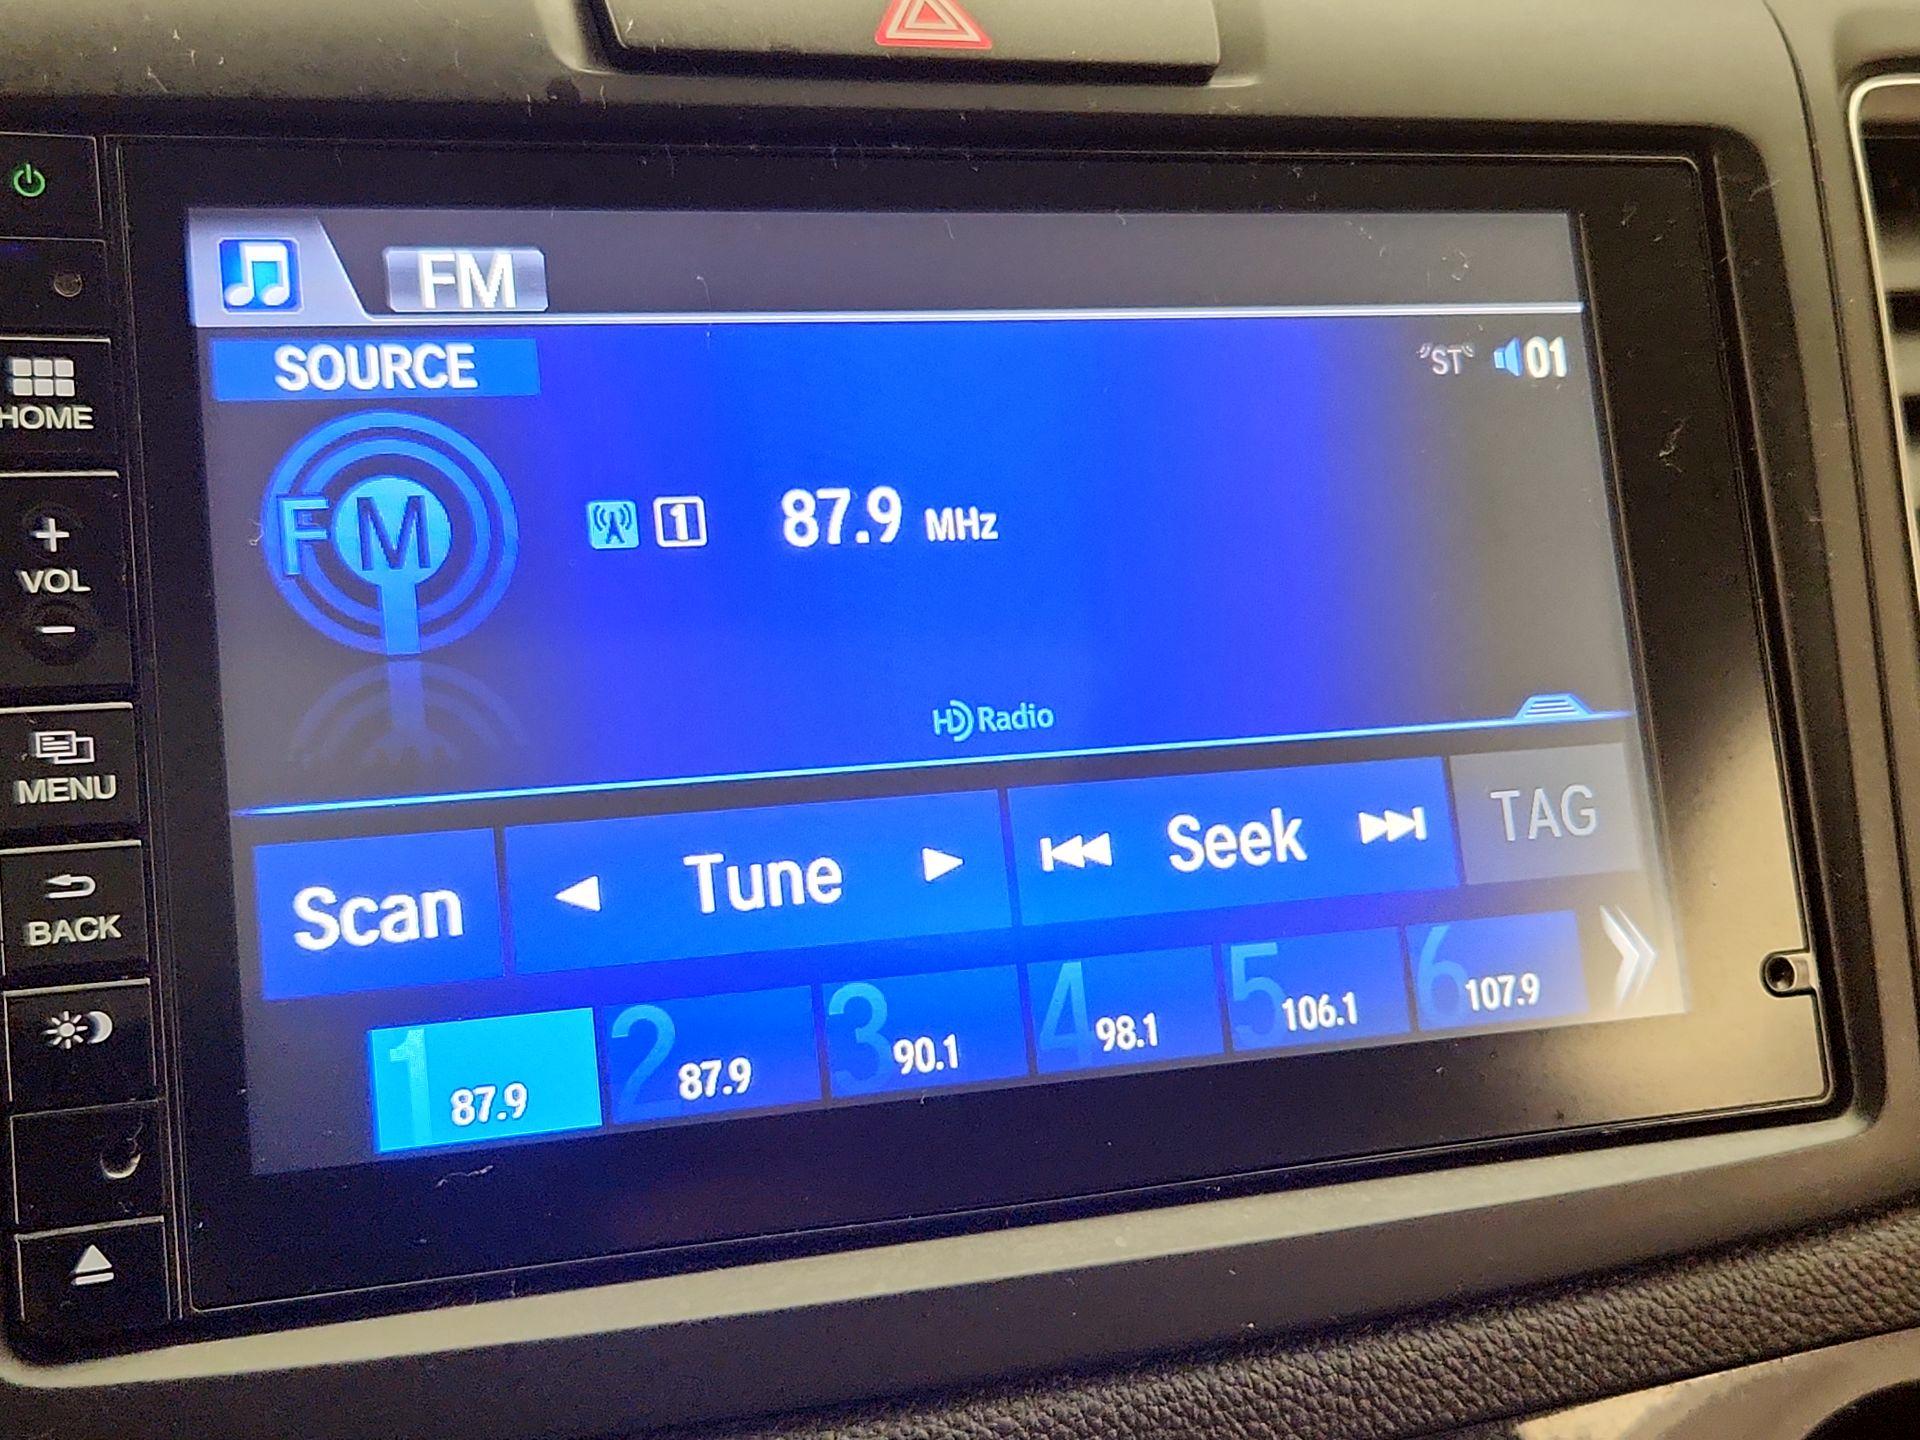 FM
SOURCE
"ST" 01
FM
1 87.9 MHz
HD Radio
Scan Tune Seek TAG
1 87.9 2 87.9 3 90.1 4 98.1 5 106.1 6 107.9
HOME
+
VOL
−
MENU
BACK